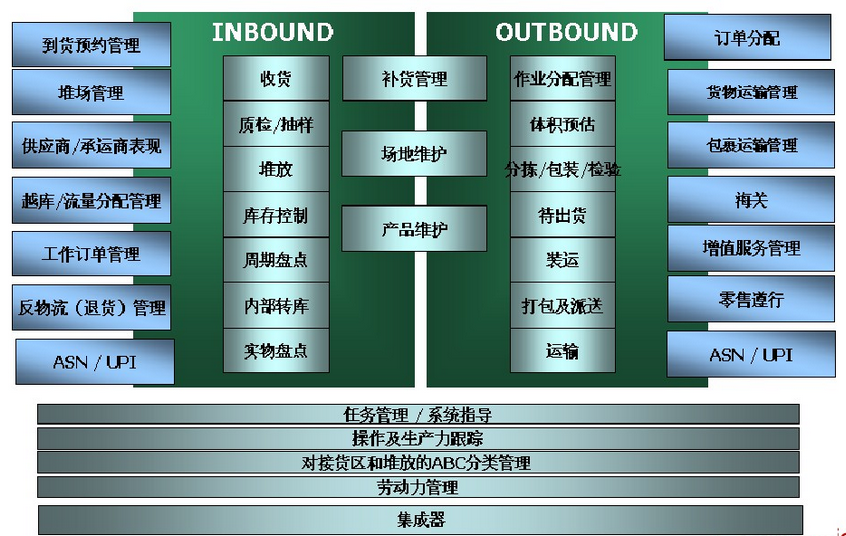 INBOUND
OUTBOUND
到货预约管理
堆场管理
供应商/承运商表现
越库/流量分配管理
工作订单管理
反物流（退货）管理
ASN / UPI
收货
质检/抽样
堆放
库存控制
周期盘点
内部转库
实物盘点
补货管理
场地维护
产品维护
作业分配管理
体积预估
分拣/包装/检验
待出货
装运
打包及派送
运输
订单分配
货物运输管理
包裹运输管理
海关
增值服务管理
零售遵行
ASN / UPI
任务管理 / 系统指导
操作及生产力跟踪
对接货区和堆放的ABC分类管理
劳动力管理
集成器